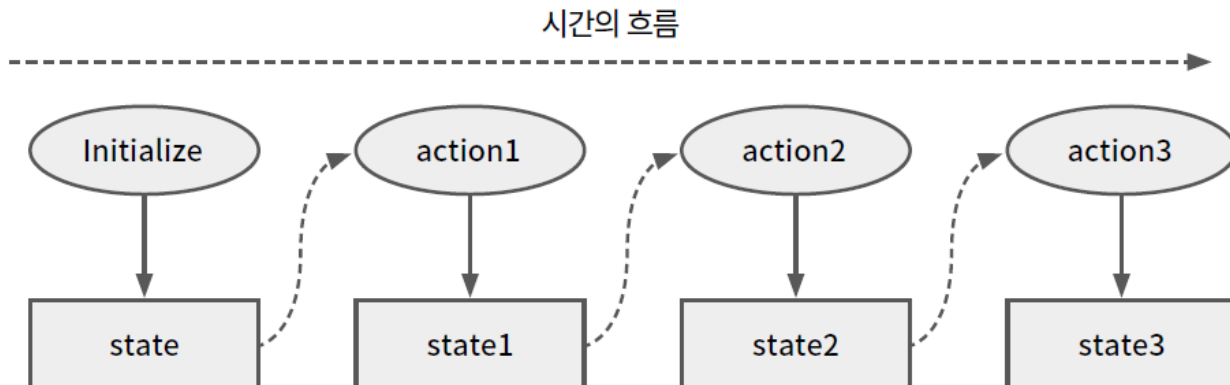 시간의 흐름
Initialize
action1
action2
action3
state
state1
state2
state3